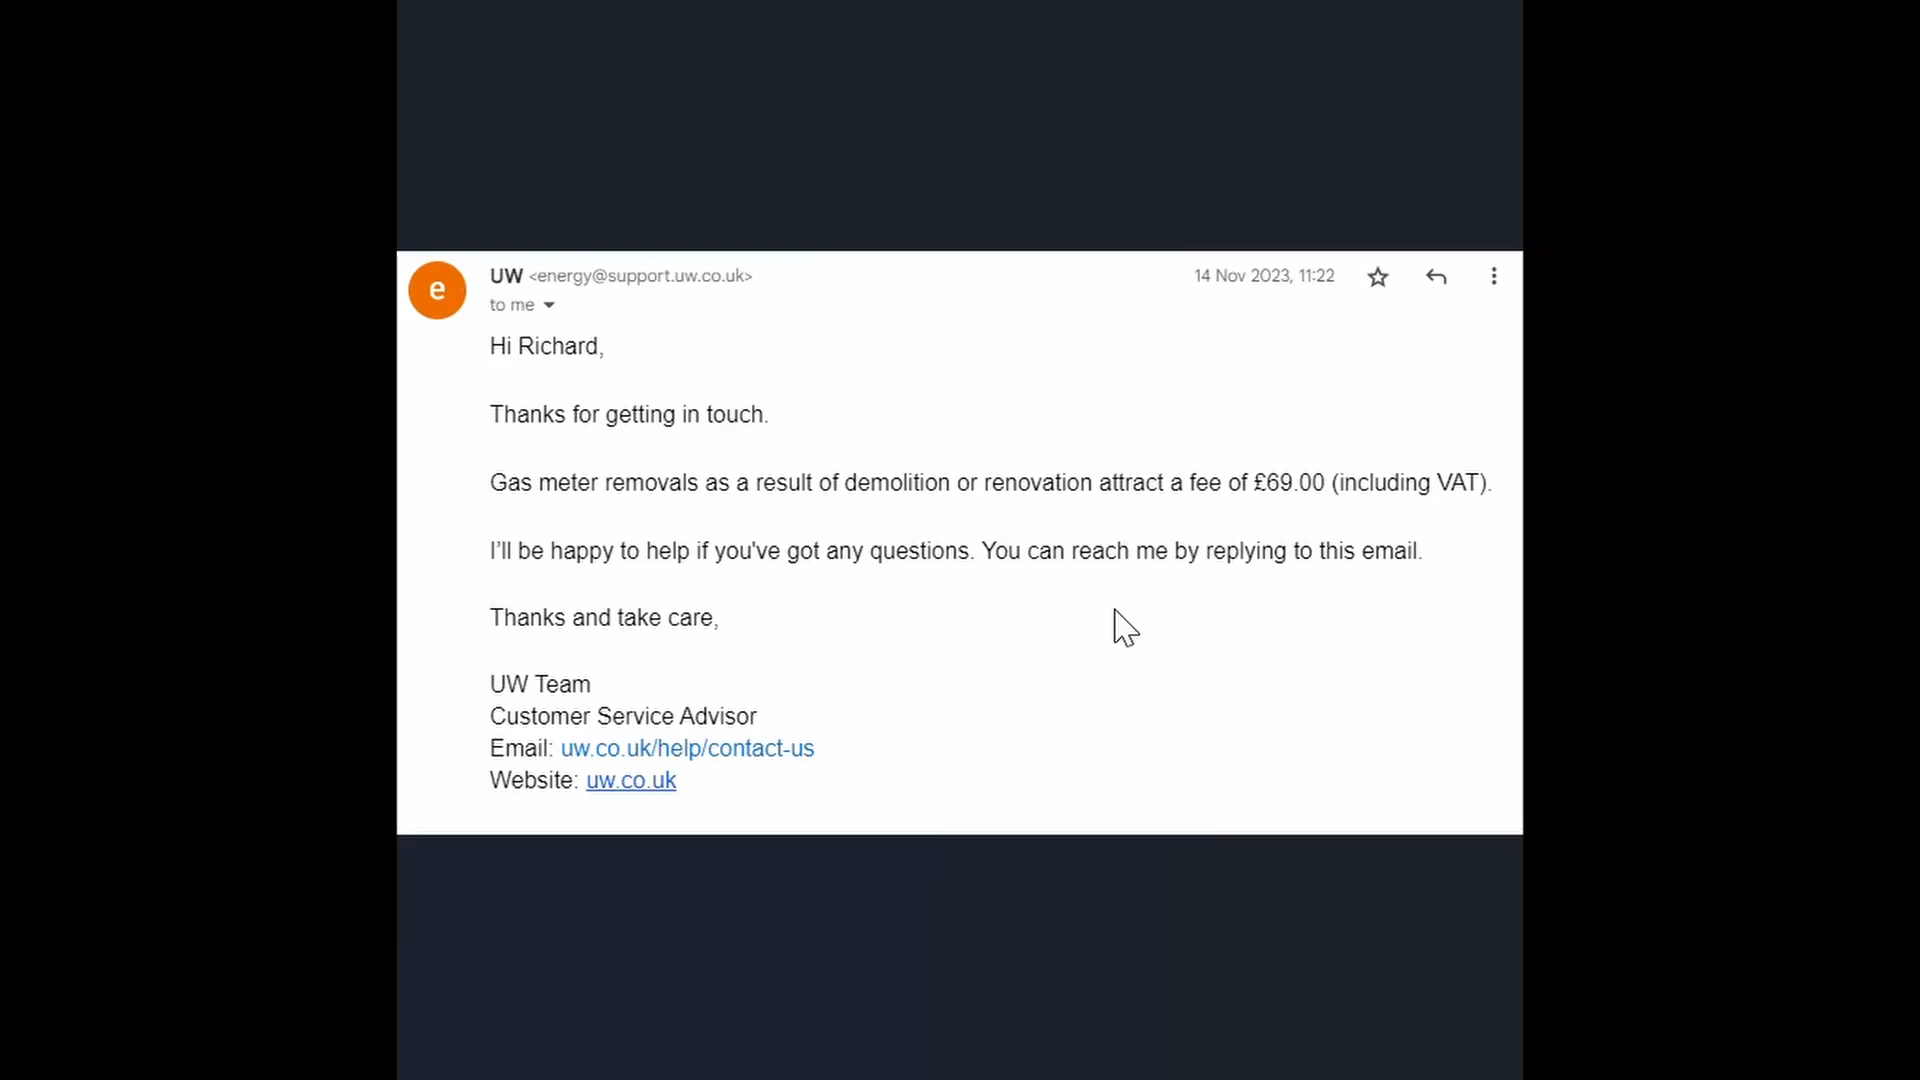 e
UW <energy@support.uw.co.uk> 14 Nov 2023, 11:22
to me
Hi Richard,
Thanks for getting in touch.
Gas meter removals as a result of demolition or renovation attract a fee of £69.00 (including VAT).
I’ll be happy to help if you've got any questions. You can reach me by replying to this email.
Thanks and take care,
UW Team
Customer Service Advisor
Email: uw.co.uk/help/contact-us
Website: uw.co.uk